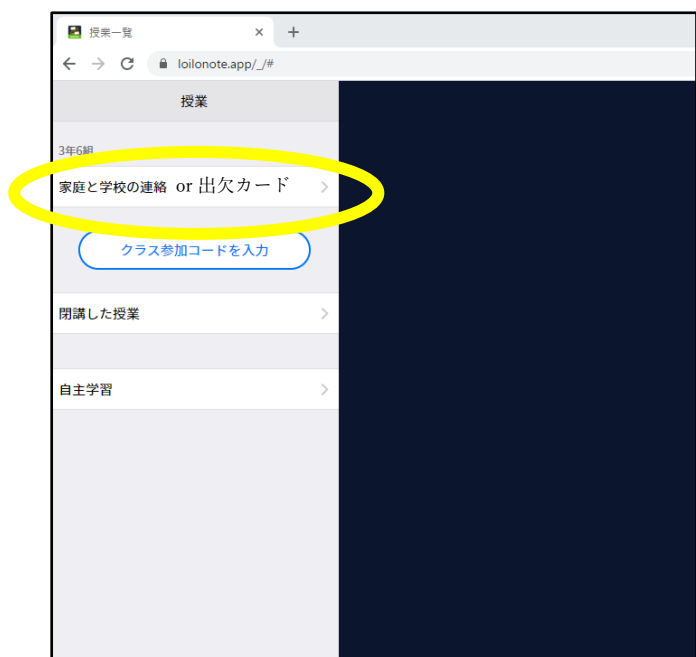 授業一覧
loilonote.app/_/#
授業
3年6組
家庭と学校の連絡 or 出欠カード
クラス参加コードを入力
閉講した授業
自主学習